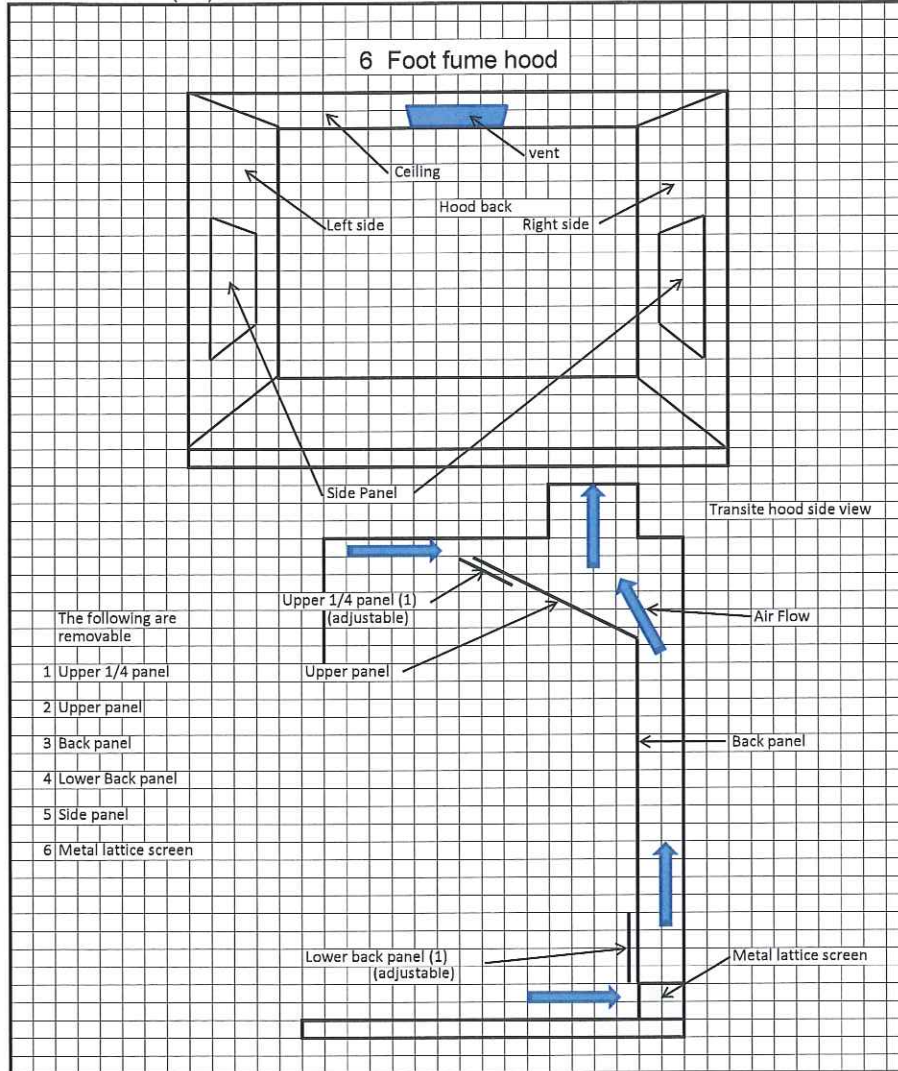 6 Foot fume hood
vent
Ceiling
Hood back
Left side
Right side
Side Panel
Transite hood side view
Upper 1/4 panel (1)
(adjustable)
Air Flow
The following are
removable
Upper panel
1 Upper 1/4 panel
2 Upper panel
3 Back panel
Back panel
4 Lower Back panel
5 Side panel
6 Metal lattice screen
Lower back panel (1)
(adjustable)
Metal lattice screen